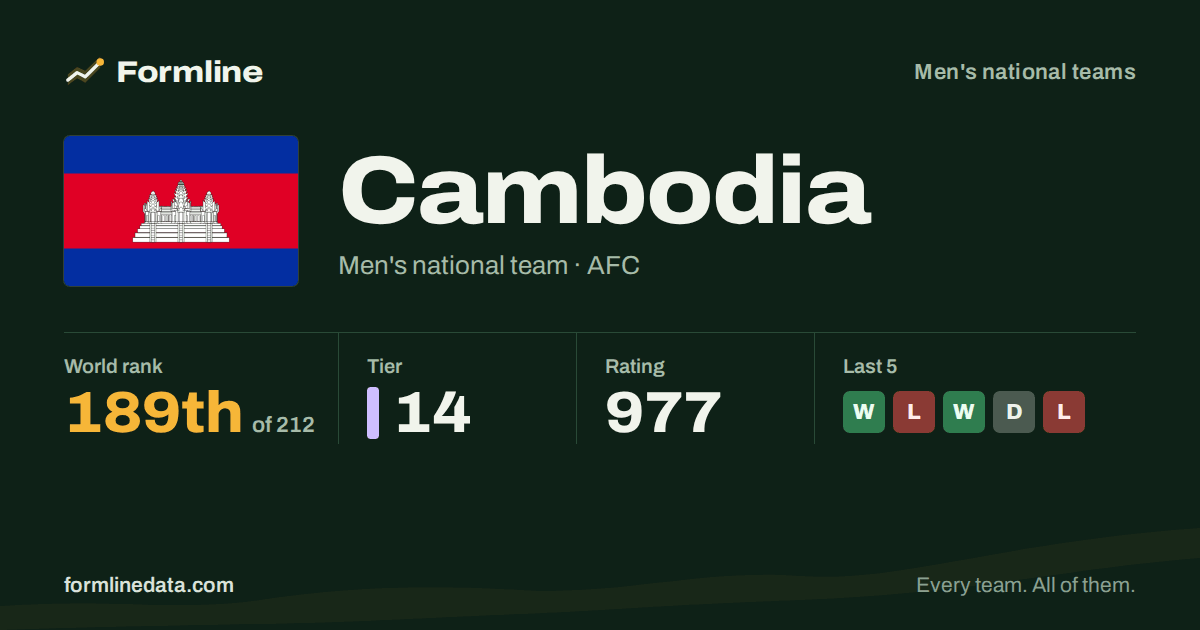 Formline
Men's national teams
Cambodia
Men's national team · AFC
World rank
189th of 212
Tier
14
Rating
977
Last 5
W L W D L
formlinedata.com
Every team. All of them.